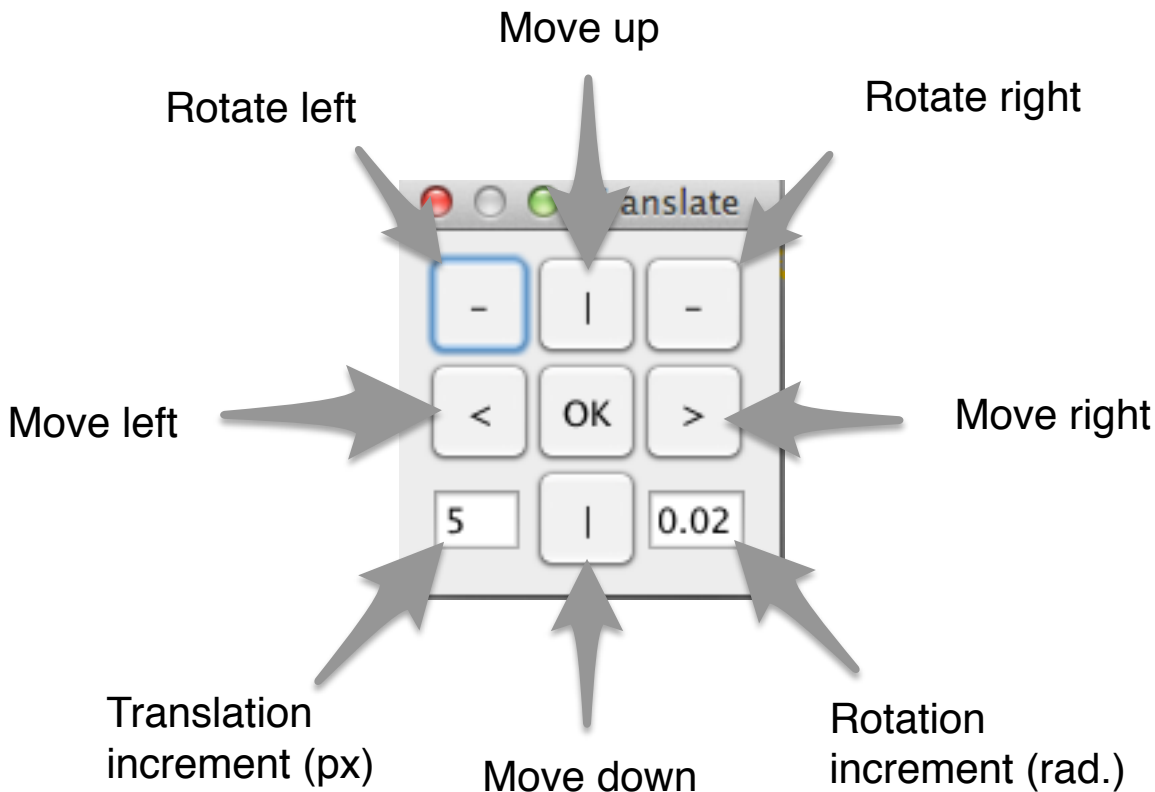 Move up
Rotate left
Rotate right
anslate
-
|
-
Move left
<
OK
>
Move right
5
|
0.02
Translation
increment (px)
Move down
Rotation
increment (rad.)